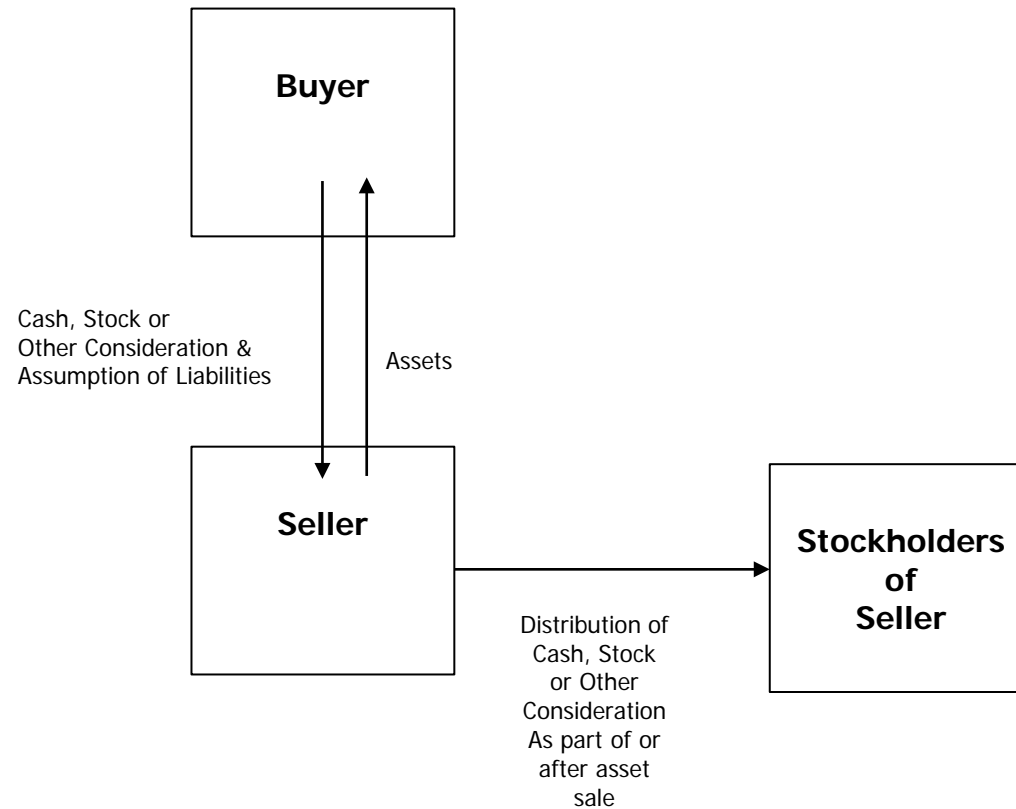 Buyer
Cash, Stock or
Other Consideration &
Assumption of Liabilities
Assets
Seller
Stockholders
of
Seller
Distribution of
Cash, Stock
or Other
Consideration
As part of or
after asset
sale